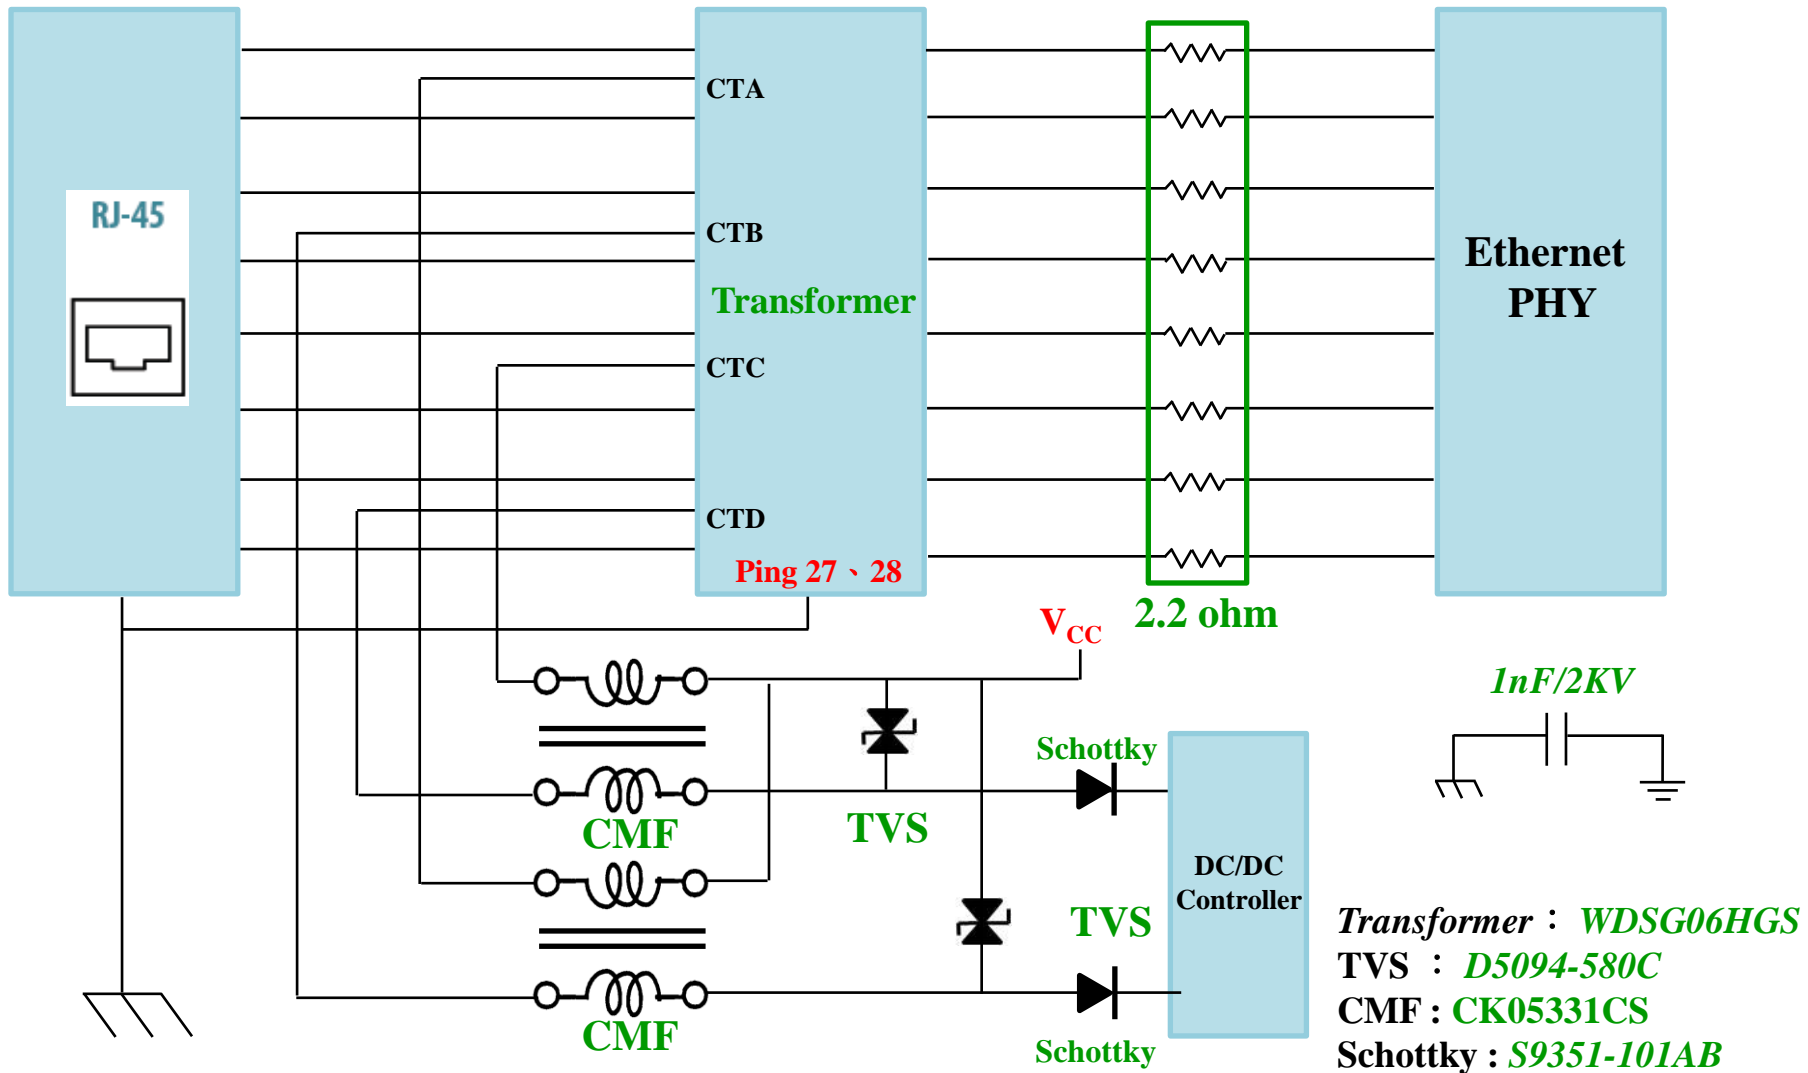 RJ-45
CTA
CTB
Transformer
CTC
CTD
Ping 27、28
2.2 ohm
Ethernet
PHY
VCC
1nF/2KV
CMF
TVS
Schottky
DC/DC
Controller
TVS
CMF
Schottky
Transformer： WDSG06HGS
TVS ： D5094-580C
CMF : CK05331CS
Schottky : S9351-101AB